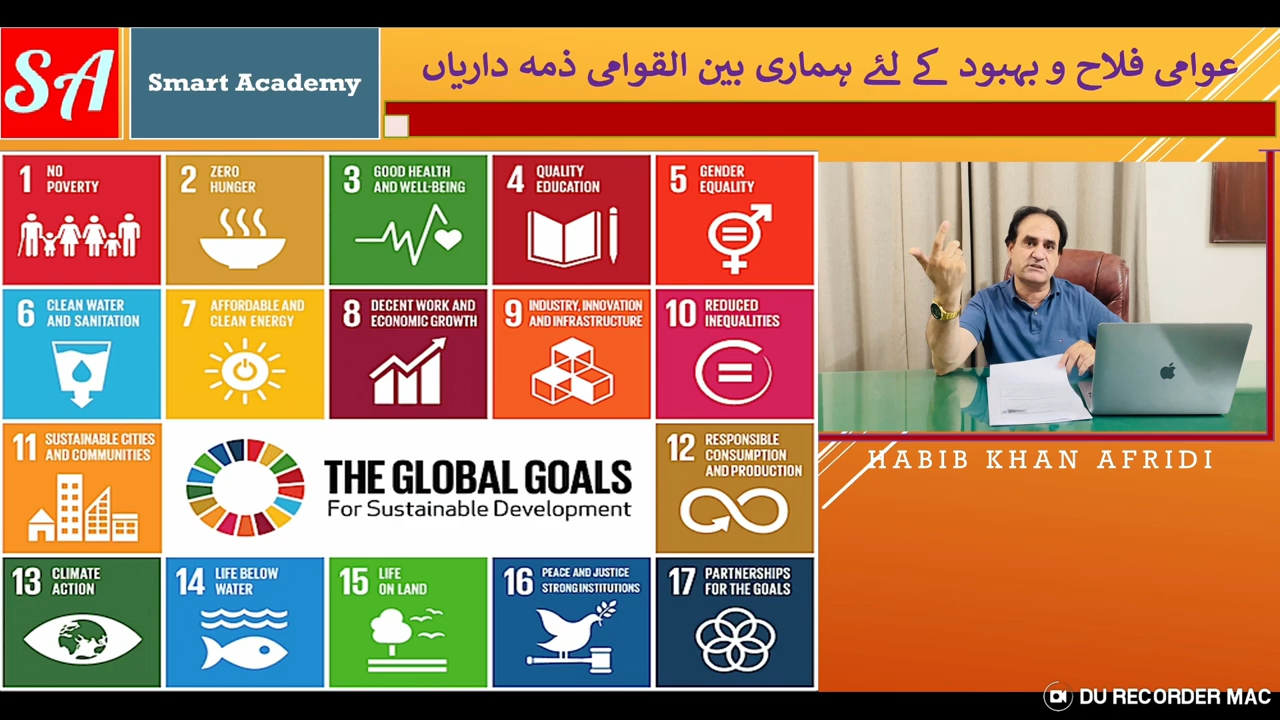 SA
Smart Academy
عوامی فلاح و بہبود کے لئے ہماری بین القوامی ذمہ داریاں
1 NO
POVERTY
2 ZERO
HUNGER
3 GOOD HEALTH
AND WELL-BEING
4 QUALITY
EDUCATION
5 GENDER
EQUALITY
6 CLEAN WATER
AND SANITATION
7 AFFORDABLE AND
CLEAN ENERGY
8 DECENT WORK AND
ECONOMIC GROWTH
9 INDUSTRY, INNOVATION
AND INFRASTRUCTURE
10 REDUCED
INEQUALITIES
11 SUSTAINABLE CITIES
AND COMMUNITIES
THE GLOBAL GOALS
For Sustainable Development
12 RESPONSIBLE
CONSUMPTION
AND PRODUCTION
13 CLIMATE
ACTION
14 LIFE BELOW
WATER
15 LIFE
ON LAND
16 PEACE AND JUSTICE
STRONG INSTITUTIONS
17 PARTNERSHIPS
FOR THE GOALS
HABIB KHAN AFRIDI
DU RECORDER MAC